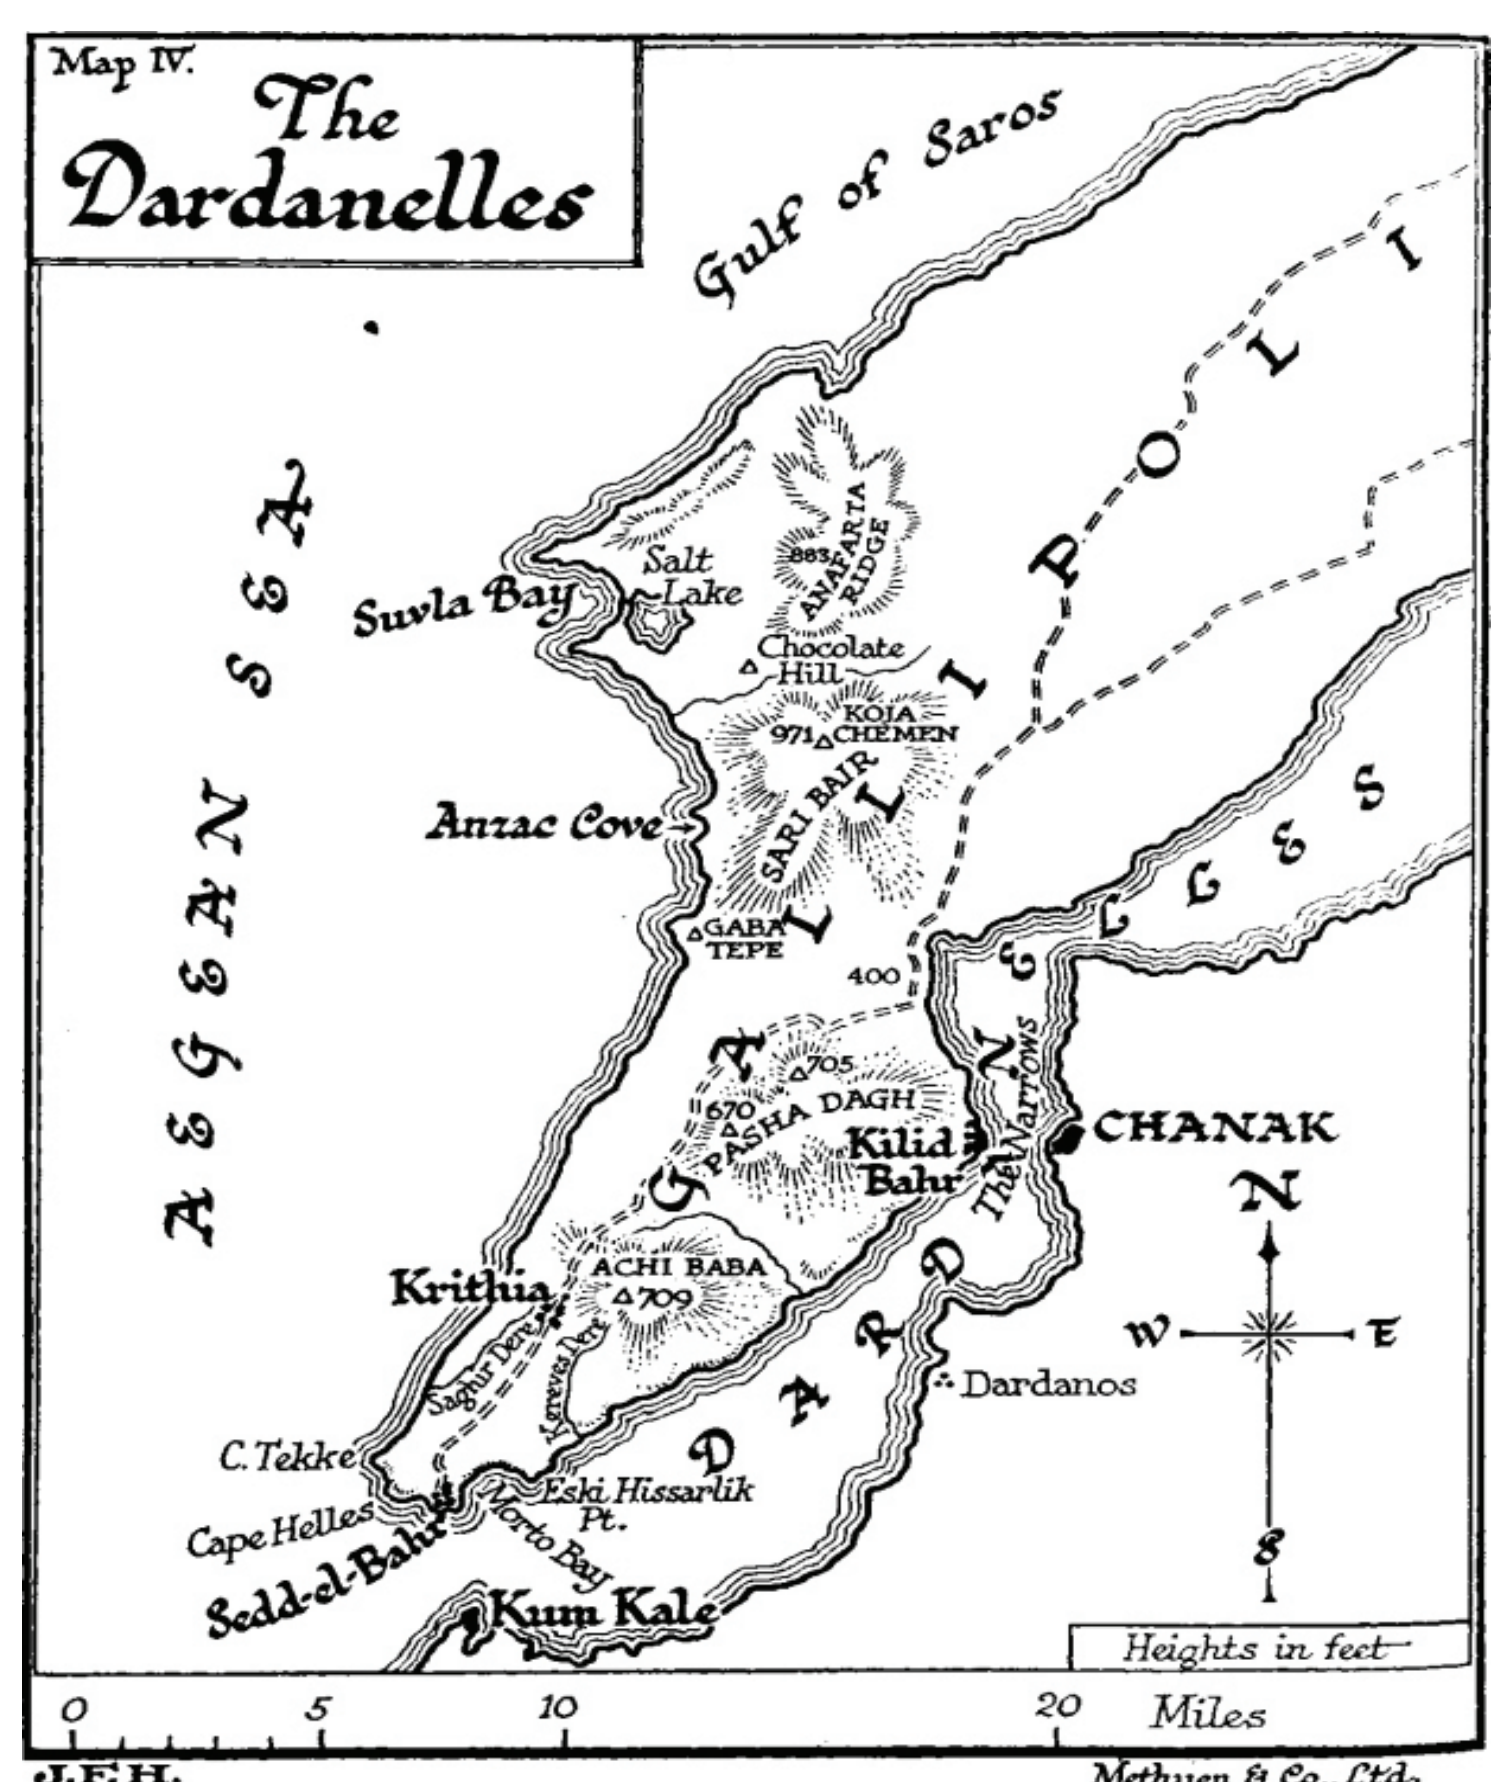 Map IV.
The
Dardanelles
Gulf of Saros
AEGEAN SEA
GALLIPOLI
DARDANELLES
Suvla Bay
Salt
Lake
883
ANAFARTA
RIDGE
Chocolate
Hill
KOJA
971 CHEMEN
SARI BAIR
Anzac Cove
GABA
TEPE
400
705
670
PASHA DAGH
Kilid
Bahr
The Narrows
CHANAK
N
W E
S
ACHI BABA
709
Krithia
Saghir Dere
Kereves Dere
Dardanos
C. Tekke
Cape Helles
Sedd-el-Bahr
Eski Hissarlik
Pt.
Morto Bay
Kum Kale
Heights in feet
0 5 10 20 Miles
J.F.H. Methuen & Co., Ltd.